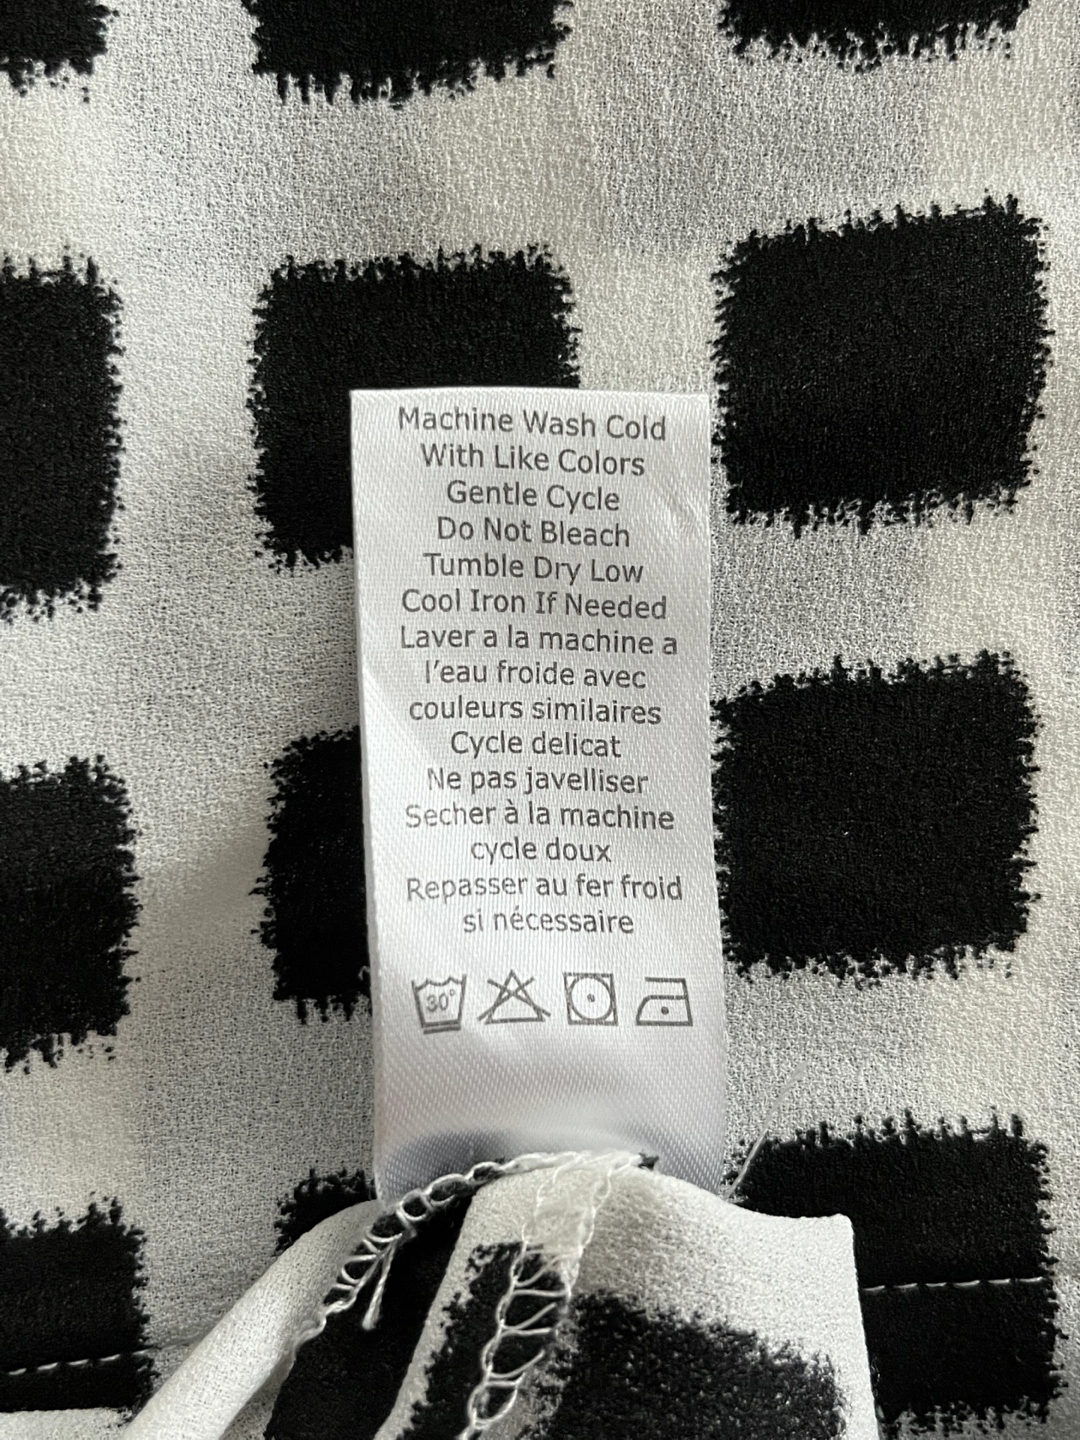 Machine Wash Cold
With Like Colors
Gentle Cycle
Do Not Bleach
Tumble Dry Low
Cool Iron If Needed
Laver a la machine a
l'eau froide avec
couleurs similaires
Cycle delicat
Ne pas javelliser
Secher à la machine
cycle doux
Repasser au fer froid
si nécessaire
30°